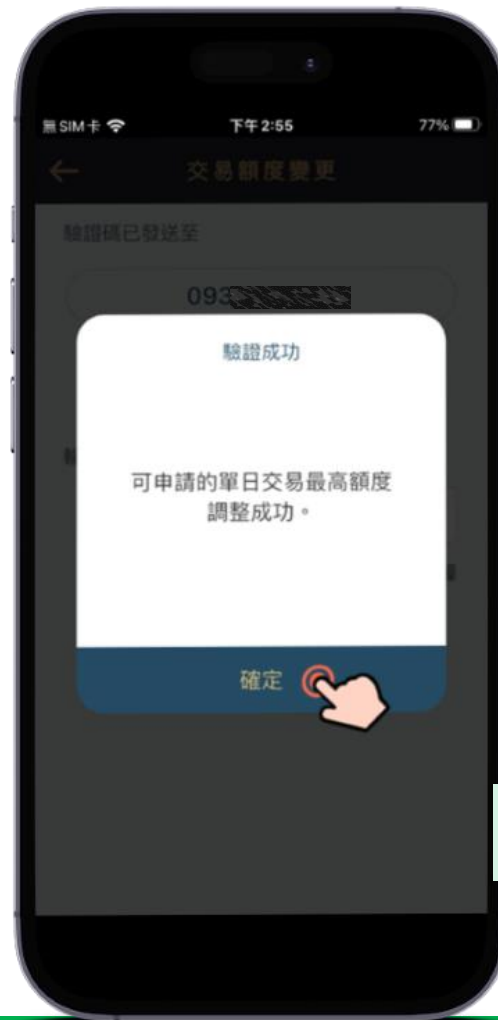 無SIM卡 下午2:55 77%
交易額度變更
驗證碼已發送至
093
驗證成功
可申請的單日交易最高額度
調整成功。
確定